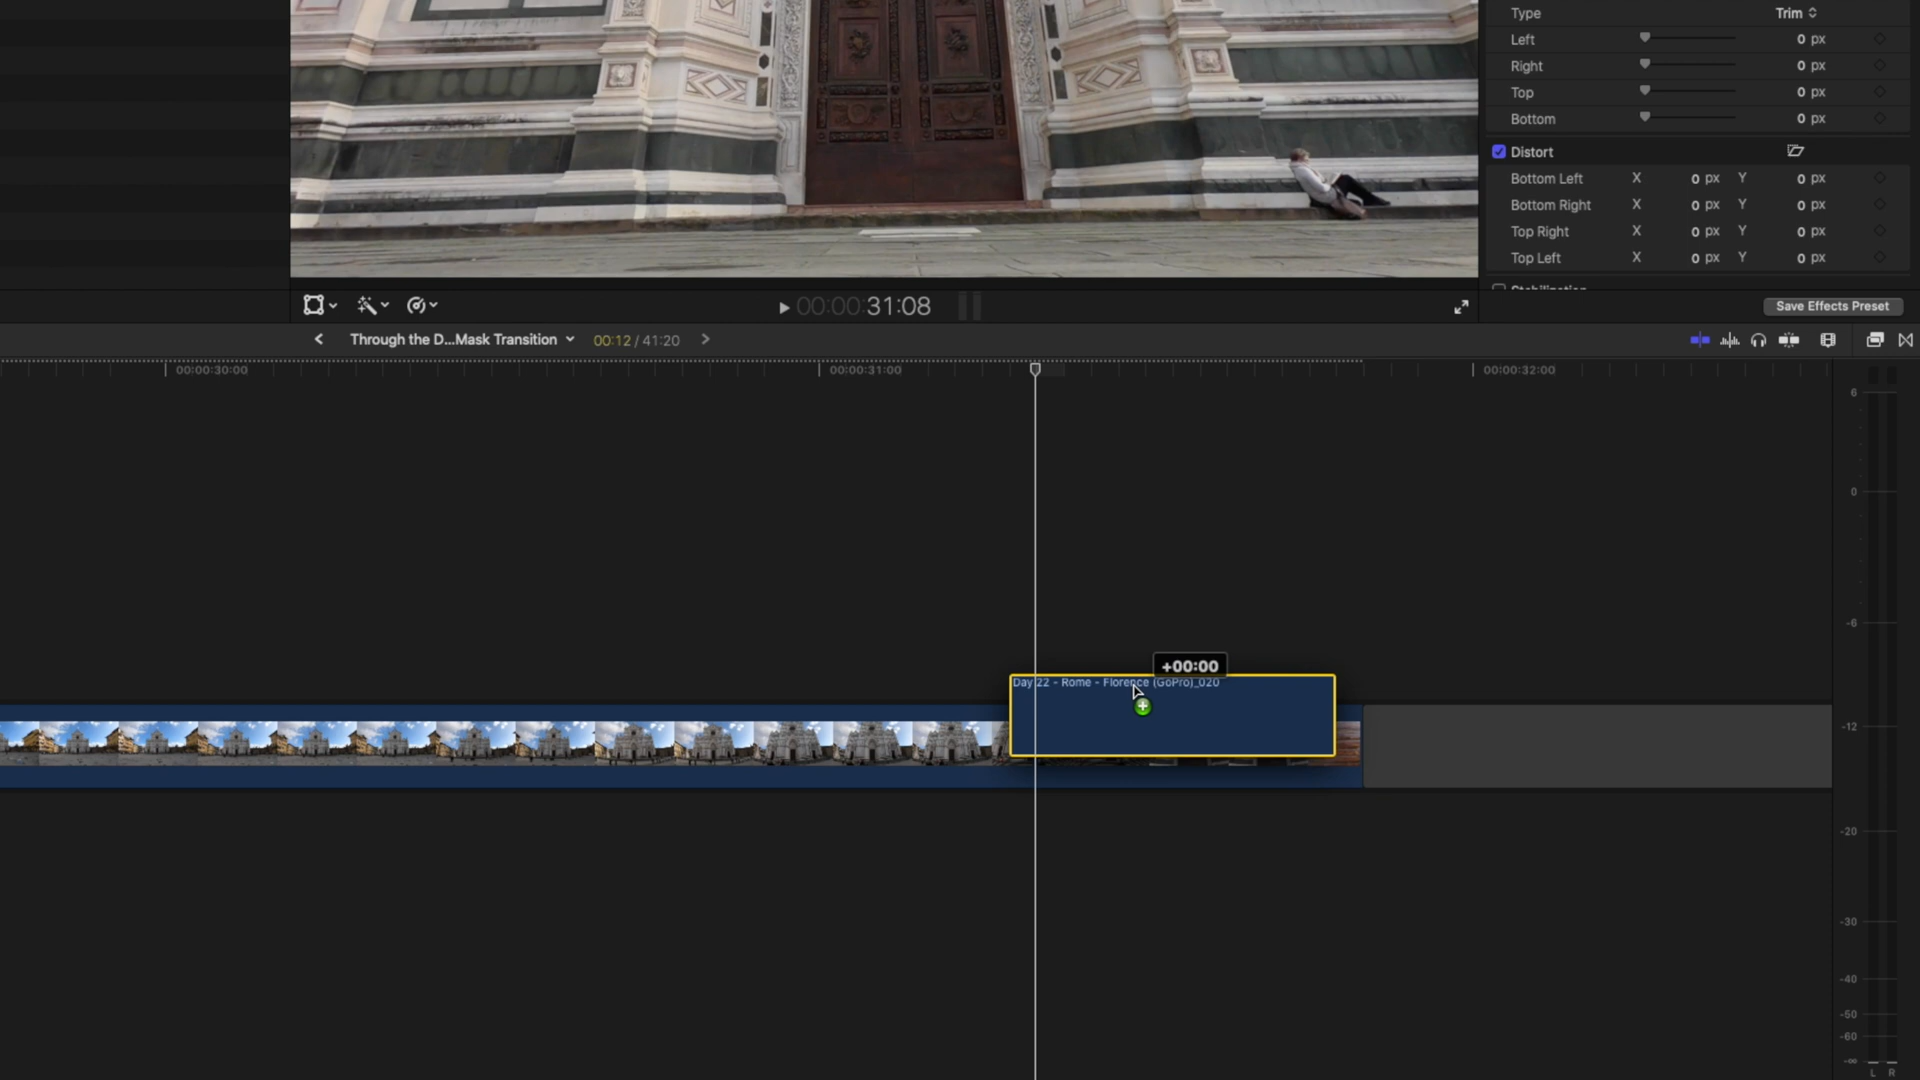 Type Trim
Left 0 px
Right 0 px
Top 0 px
Bottom 0 px
Distort
Bottom Left X 0 px Y 0 px
Bottom Right X 0 px Y 0 px
Top Right X 0 px Y 0 px
Top Left X 0 px Y 0 px
00:00:31:08
Save Effects Preset
Through the D...Mask Transition 00:12 / 41:20
00:00:30:00 00:00:31:00 00:00:32:00
6
0
-6
+00:00
Day 22 - Rome - Florence (GoPro)_020
-12
-20
-30
-40
-50
-60
-∞
L R